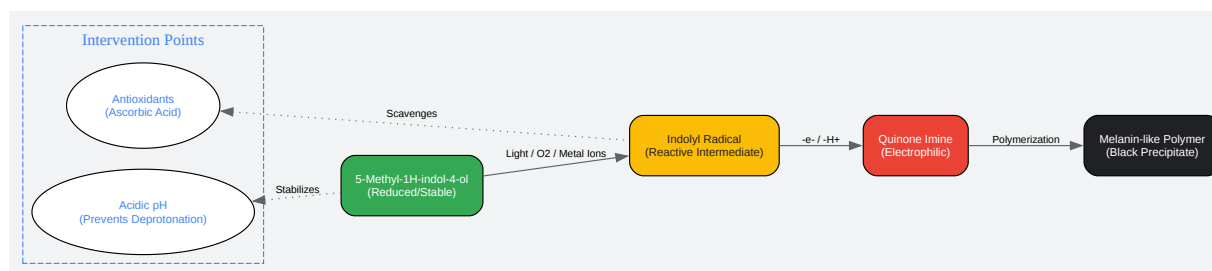 Intervention Points
Antioxidants
(Ascorbic Acid)
Acidic pH
(Prevents Deprotonation)
Scavenges
Stabilizes
5-Methyl-1H-indol-4-ol
(Reduced/Stable)
Light / O2 / Metal Ions
Indolyl Radical
(Reactive Intermediate)
-e- / -H+
Quinone Imine
(Electrophilic)
Polymerization
Melanin-like Polymer
(Black Precipitate)